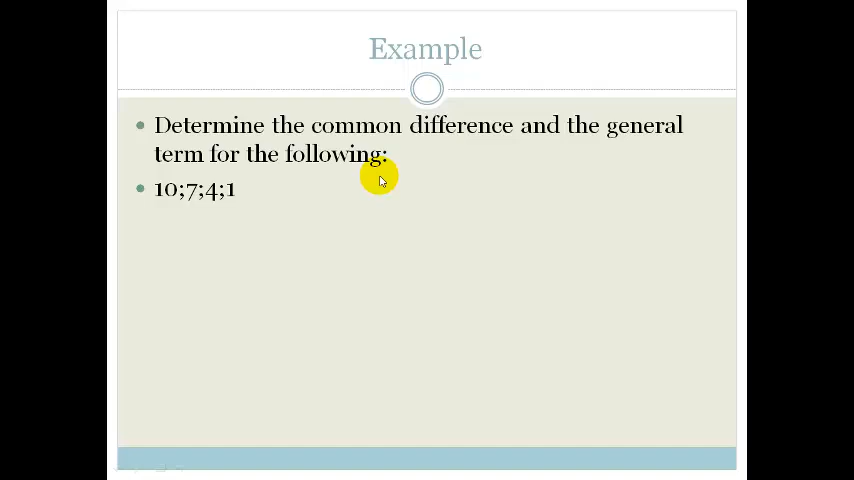 Example
Determine the common difference and the general
term for the following:
10;7;4;1